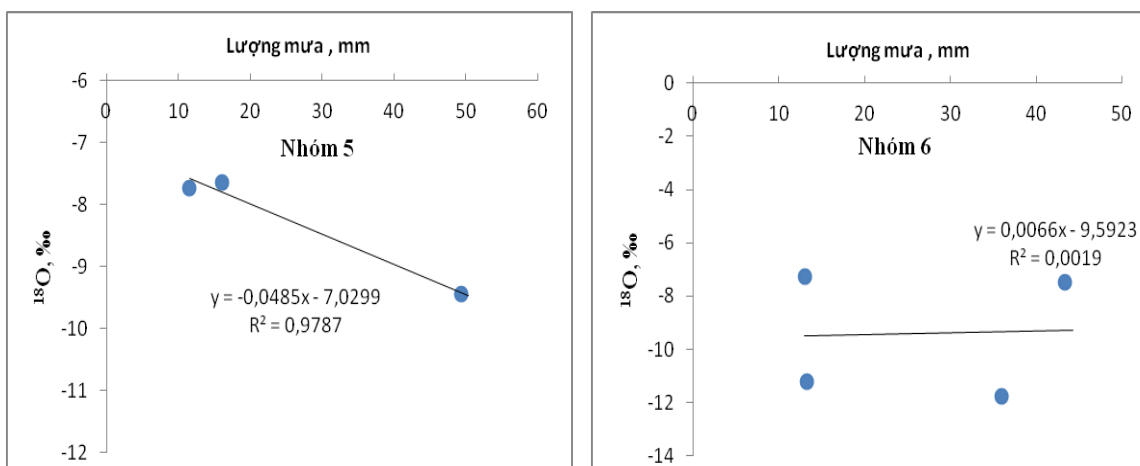 Lượng mưa , mm
-6
0 10 20 30 40 50 60
-7
Nhóm 5
-8
-9
y = -0,0485x - 7,0299
R² = 0,9787
-10
-11
-12
¹⁸O, ‰
Lượng mưa , mm
0
0 10 20 30 40 50
-2
Nhóm 6
-4
-6
y = 0,0066x - 9,5923
R² = 0,0019
-8
-10
-12
-14
¹⁸O, ‰